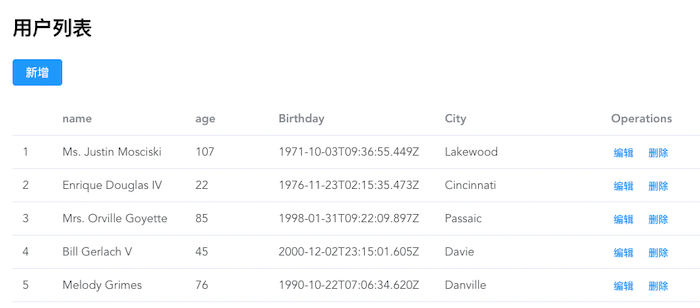 用户列表
新增
name age Birthday City Operations
1 Ms. Justin Mosciski 107 1971-10-03T09:36:55.449Z Lakewood 编辑 删除
2 Enrique Douglas IV 22 1976-11-23T02:15:35.473Z Cincinnati 编辑 删除
3 Mrs. Orville Goyette 85 1998-01-31T09:22:09.897Z Passaic 编辑 删除
4 Bill Gerlach V 45 2000-12-02T23:15:01.605Z Davie 编辑 删除
5 Melody Grimes 76 1990-10-22T07:06:34.620Z Danville 编辑 删除